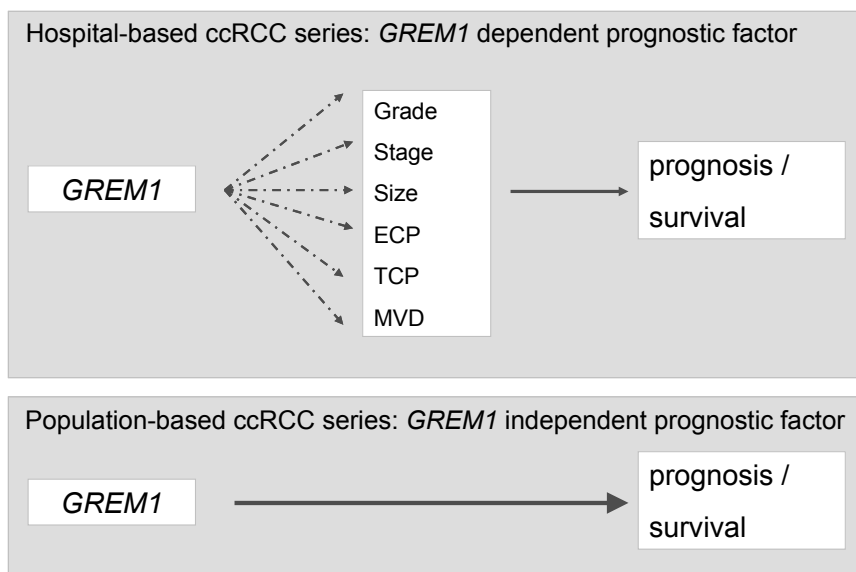 Hospital-based ccRCC series: GREM1 dependent prognostic factor
GREM1
Grade
Stage
Size
ECP
TCP
MVD
prognosis /
survival
Population-based ccRCC series: GREM1 independent prognostic factor
GREM1
prognosis /
survival